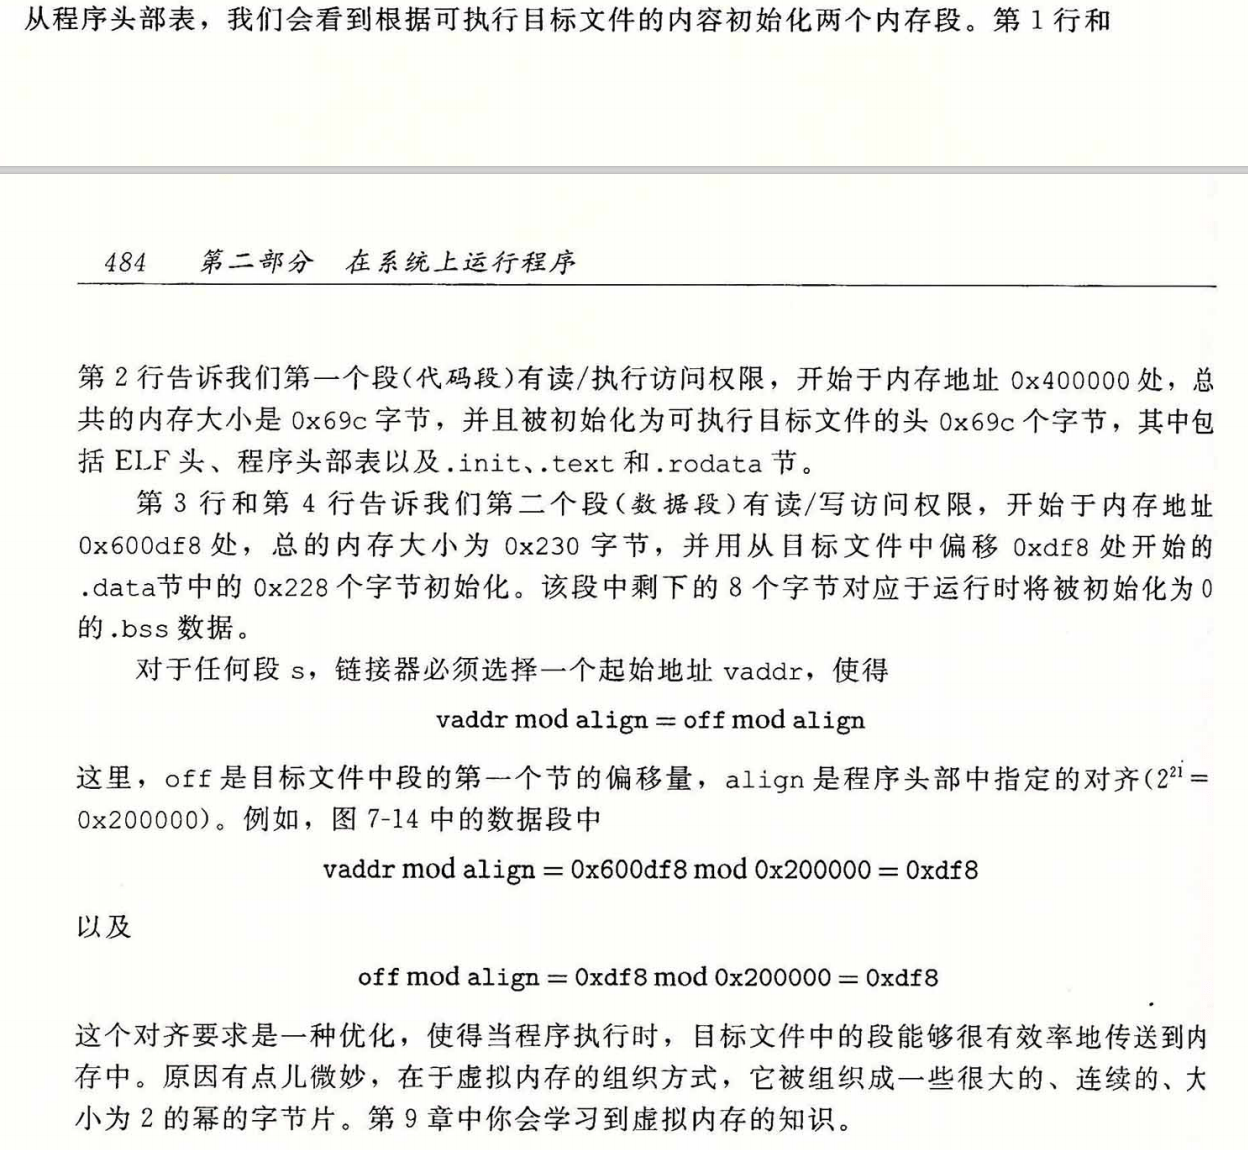 从程序头部表，我们会看到根据可执行目标文件的内容初始化两个内存段。第 1 行和
484 第二部分 在系统上运行程序
第 2 行告诉我们第一个段(代码段)有读/执行访问权限，开始于内存地址 0x400000 处，总
共的内存大小是 0x69c 字节，并且被初始化为可执行目标文件的头 0x69c 个字节，其中包
括 ELF 头、程序头部表以及.init、.text 和.rodata 节。
第 3 行和第 4 行告诉我们第二个段(数据段)有读/写访问权限，开始于内存地址
0x600df8 处，总的内存大小为 0x230 字节，并用从目标文件中偏移 0xdf8 处开始的
.data节中的 0x228 个字节初始化。该段中剩下的 8 个字节对应于运行时将被初始化为 0
的.bss 数据。
对于任何段 s，链接器必须选择一个起始地址 vaddr，使得
vaddr mod align = off mod align
这里，off 是目标文件中段的第一个节的偏移量，align 是程序头部中指定的对齐(2²¹ =
0x200000)。例如，图 7-14 中的数据段中
vaddr mod align = 0x600df8 mod 0x200000 = 0xdf8
以及
off mod align = 0xdf8 mod 0x200000 = 0xdf8
这个对齐要求是一种优化，使得当程序执行时，目标文件中的段能够很有效率地传送到内
存中。原因有点儿微妙，在于虚拟内存的组织方式，它被组织成一些很大的、连续的、大
小为 2 的幂的字节片。第 9 章中你会学习到虚拟内存的知识。